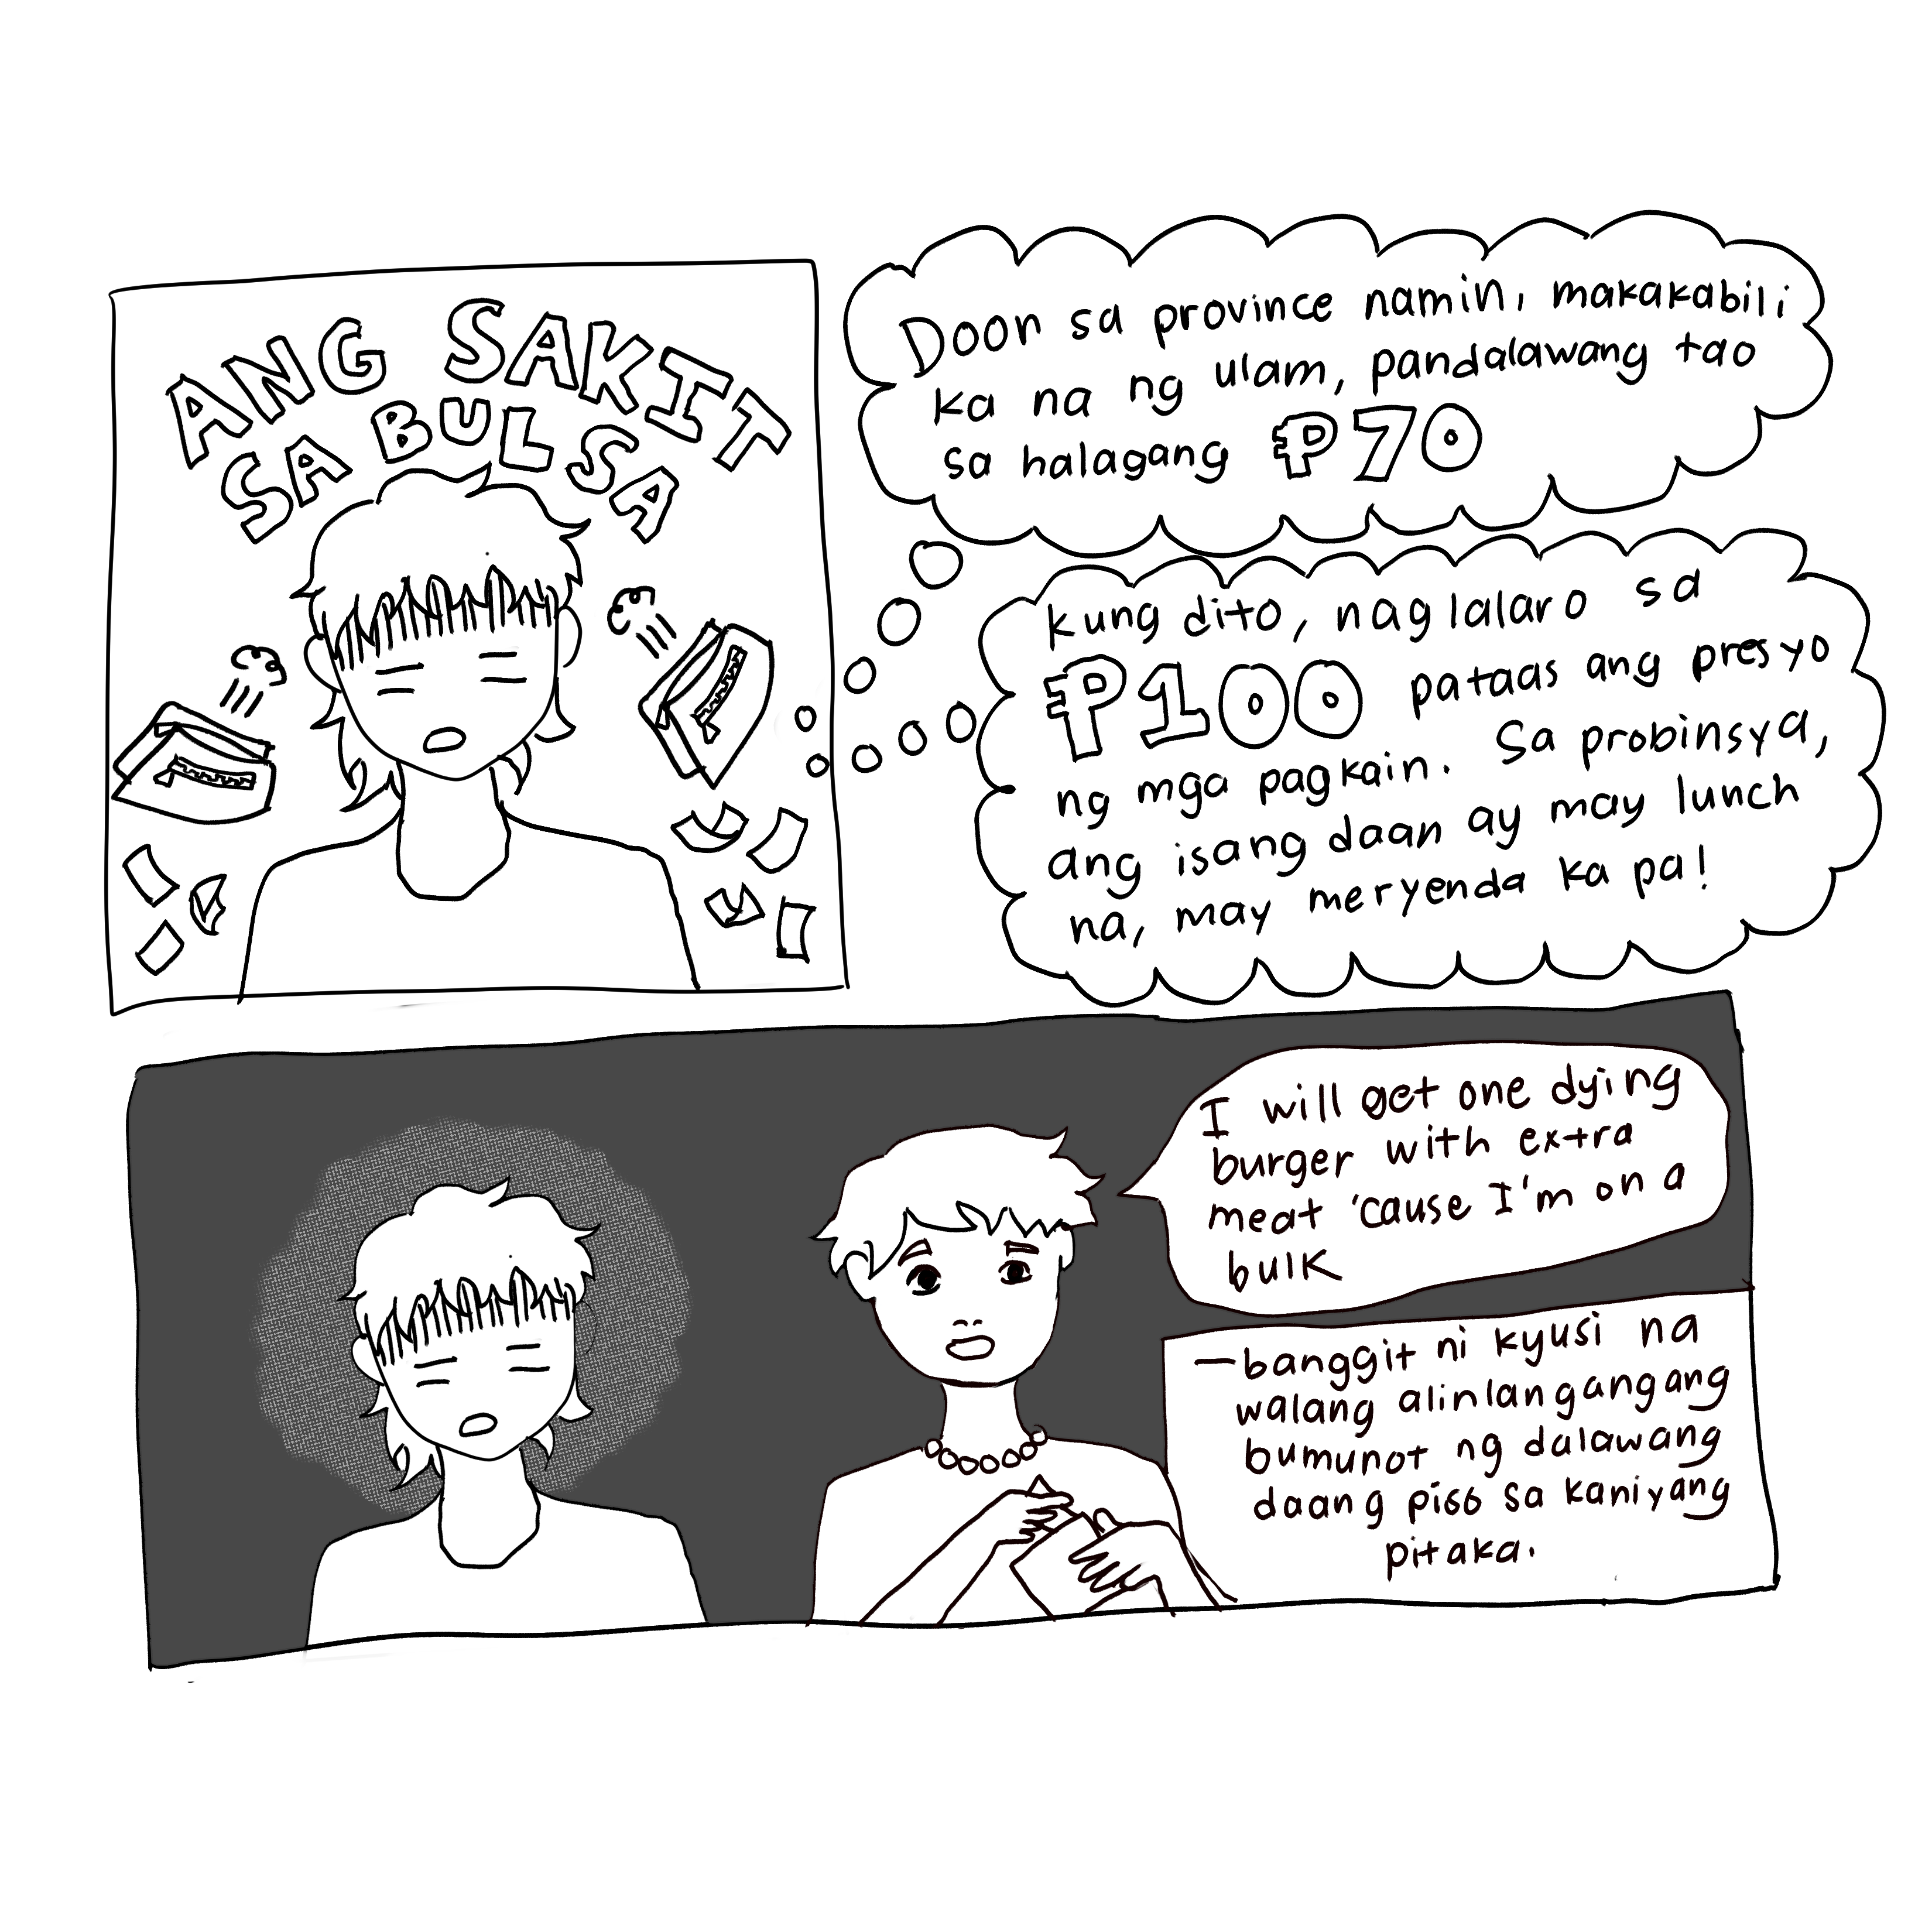 ANG SAKIT
SA BULSA
Doon sa province namin, makakabili
ka na ng ulam, pandalawang tao
sa halagang ₱70
kung dito, naglalaro sa
₱100 pataas ang presyo
ng mga pagkain. Sa probinsya,
ang isang daan ay may lunch
na, may meryenda ka pa!
I will get one dying
burger with extra
meat 'cause I'm on a
bulk
—banggit ni kyusi na
walang alinlangangang
bumunot ng dalawang
daang piso sa kaniyang
pitaka.